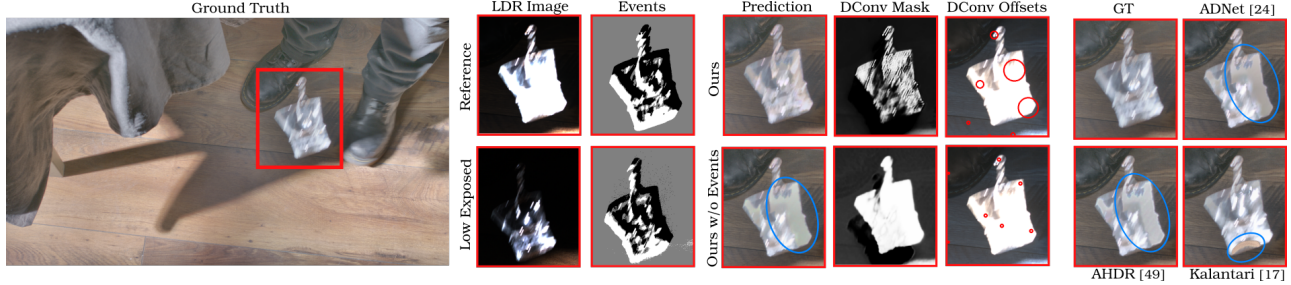 Ground Truth
LDR Image
Events
Prediction
DConv Mask
DConv Offsets
GT
ADNet [24]
Reference
Ours
Low Exposed
Ours w/o Events
AHDR [49]
Kalantari [17]